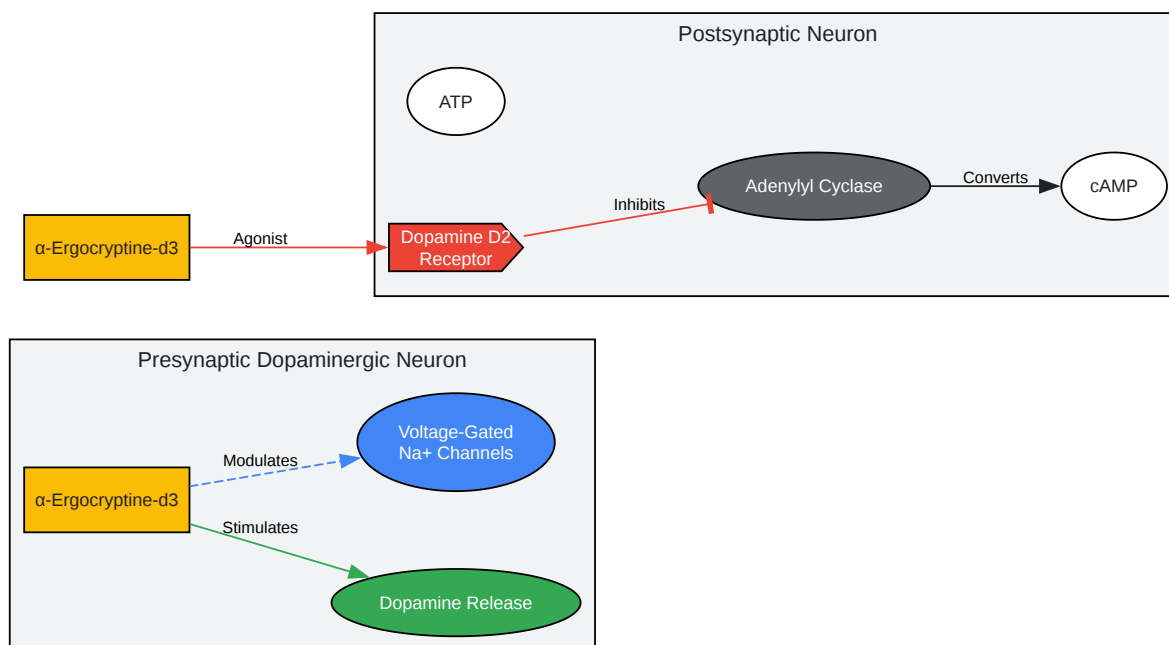 Postsynaptic Neuron
ATP
Adenylyl Cyclase
Converts
cAMP
Inhibits
α-Ergocryptine-d3
Agonist
Dopamine D2
Receptor
Presynaptic Dopaminergic Neuron
Voltage-Gated
Na+ Channels
Modulates
α-Ergocryptine-d3
Stimulates
Dopamine Release